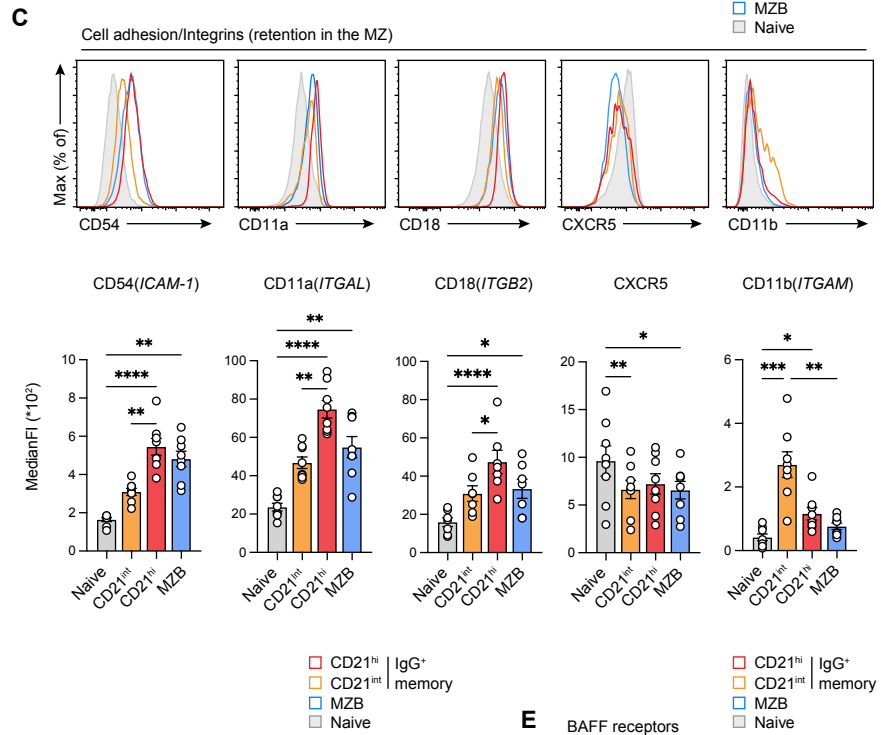 C
MZB
Naive
Cell adhesion/Integrins (retention in the MZ)
Max (% of)
CD54
CD11a
CD18
CXCR5
CD11b
CD54(ICAM-1)
CD11a(ITGAL)
CD18(ITGB2)
CXCR5
CD11b(ITGAM)
MedianFI (*10²)
10
8
6
4
2
0
**
****
**
Naive
CD21ⁱⁿᵗ
CD21ʰⁱ
MZB
100
80
60
40
20
0
**
****
**
Naive
CD21ⁱⁿᵗ
CD21ʰⁱ
MZB
100
80
60
40
20
0
*
****
*
Naive
CD21ⁱⁿᵗ
CD21ʰⁱ
MZB
20
15
10
5
0
*
**
Naive
CD21ⁱⁿᵗ
CD21ʰⁱ
MZB
6
4
2
0
*
***
**
Naive
CD21ⁱⁿᵗ
CD21ʰⁱ
MZB
CD21ʰⁱ IgG⁺
CD21ⁱⁿᵗ memory
MZB
Naive
CD21ʰⁱ IgG⁺
CD21ⁱⁿᵗ memory
MZB
Naive
E
BAFF receptors